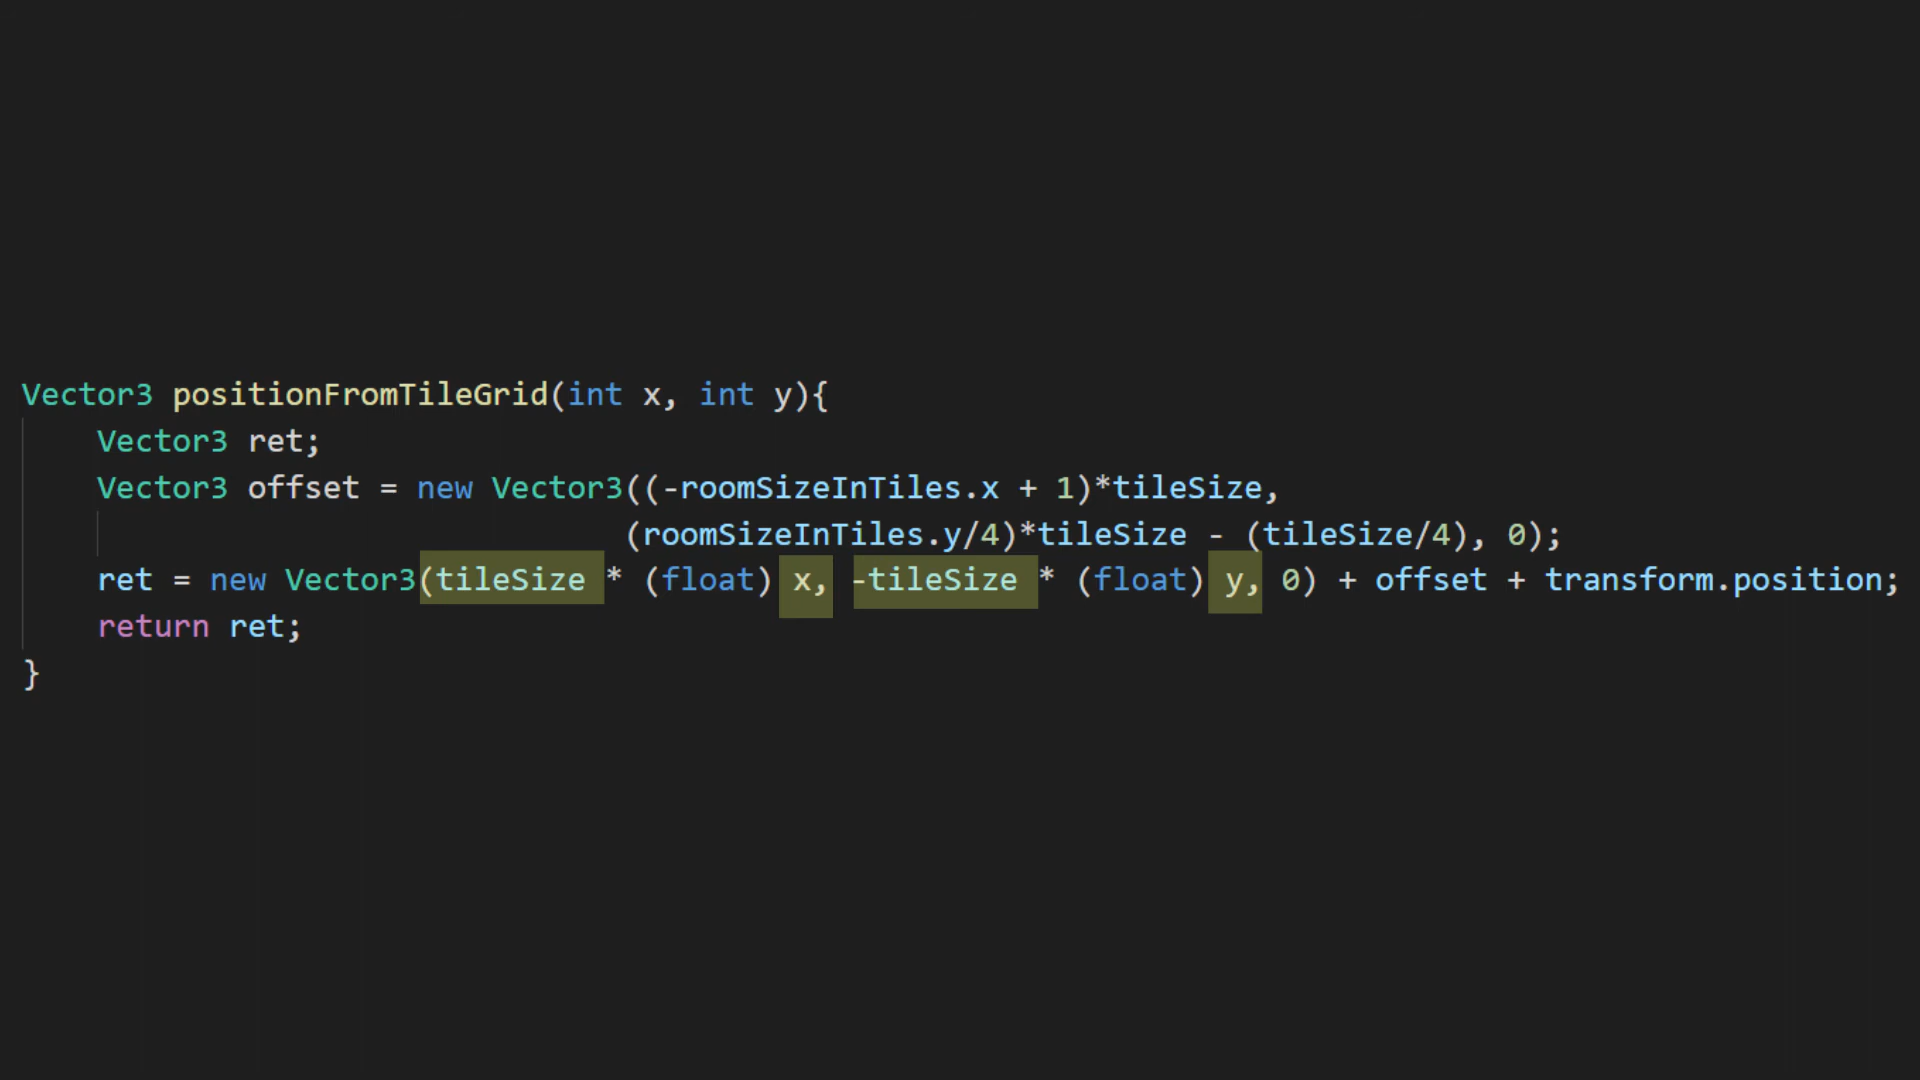 Vector3 positionFromTileGrid(int x, int y){
Vector3 ret;
Vector3 offset = new Vector3((-roomSizeInTiles.x + 1)*tileSize,
(roomSizeInTiles.y/4)*tileSize - (tileSize/4), 0);
ret = new Vector3(tileSize * (float) x, -tileSize * (float) y, 0) + offset + transform.position;
return ret;
}